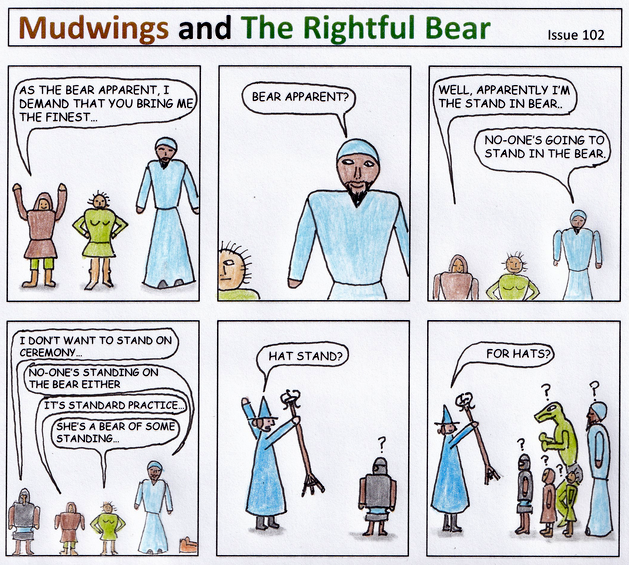 Mudwings and The Rightful Bear
Issue 102
AS THE BEAR APPARENT, I
DEMAND THAT YOU BRING ME
THE FINEST...
BEAR APPARENT?
WELL, APPARENTLY I'M
THE STAND IN BEAR..
NO-ONE'S GOING TO
STAND IN THE BEAR.
I DON'T WANT TO STAND ON
CEREMONY...
NO-ONE'S STANDING ON
THE BEAR EITHER
IT'S STANDARD PRACTICE...
SHE'S A BEAR OF SOME
STANDING...
HAT STAND?
?
FOR HATS?
?
?
?
?
?